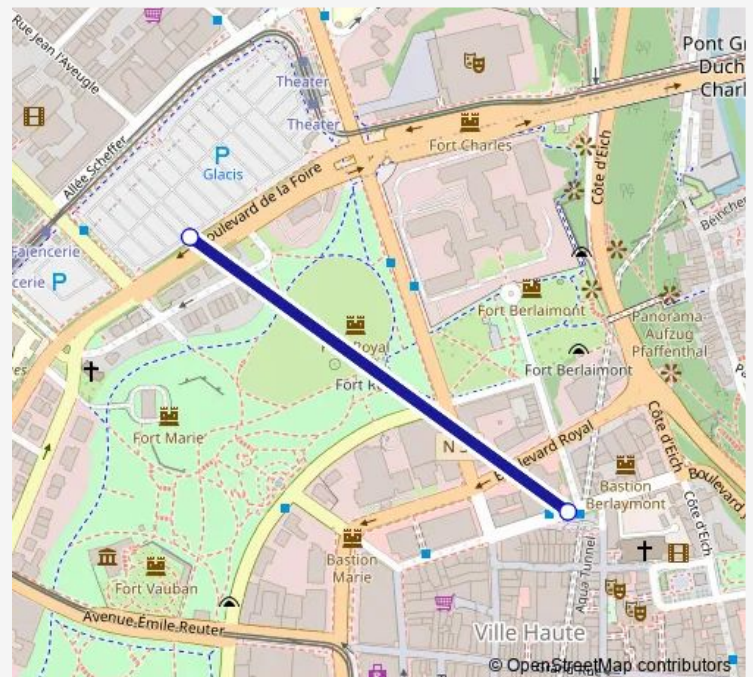 Rue Jean l'Aveugle
Theater
Theater
Pont G
Duch
Charl
P
Glacis
Fort Charles
Allée Scheffer
Côte d'Eich
oulevard de la Foire
Beinche
Faïencerie
cerie P
Fort Berlaimont
Panorama-
Aufzug
Pfaffenthal
Royal
Fort R
Fort Berlaimont
Fort Marie
N
Boulevard Royal
Côte d'Eich
Boulevard
Bastion
Berlaymont
Côte d'Eich
Bastion
Marie
Aqua Tunnel
Fort Vauban
Avenue Émile Reuter
Ville Haute
© OpenStreetMap contributors